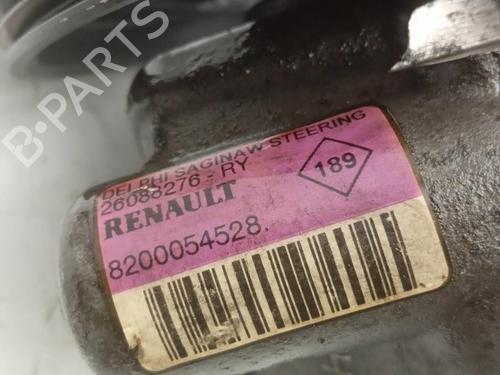 B-PARTS
DELPHI SAGINAW STEERING
26088276 - RY
RENAULT
189
8200054528.